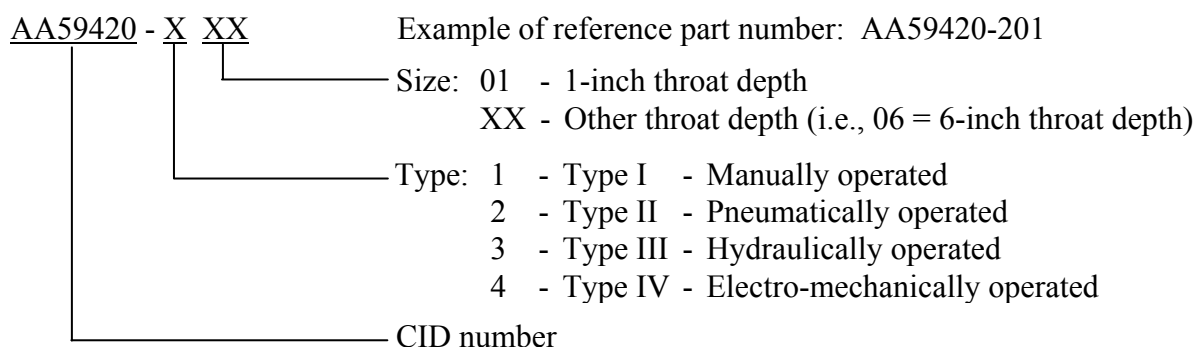 AA59420 - X XX Example of reference part number: AA59420-201
Size: 01 - 1-inch throat depth
XX - Other throat depth (i.e., 06 = 6-inch throat depth)
Type: 1 - Type I - Manually operated
2 - Type II - Pneumatically operated
3 - Type III - Hydraulically operated
4 - Type IV - Electro-mechanically operated
CID number